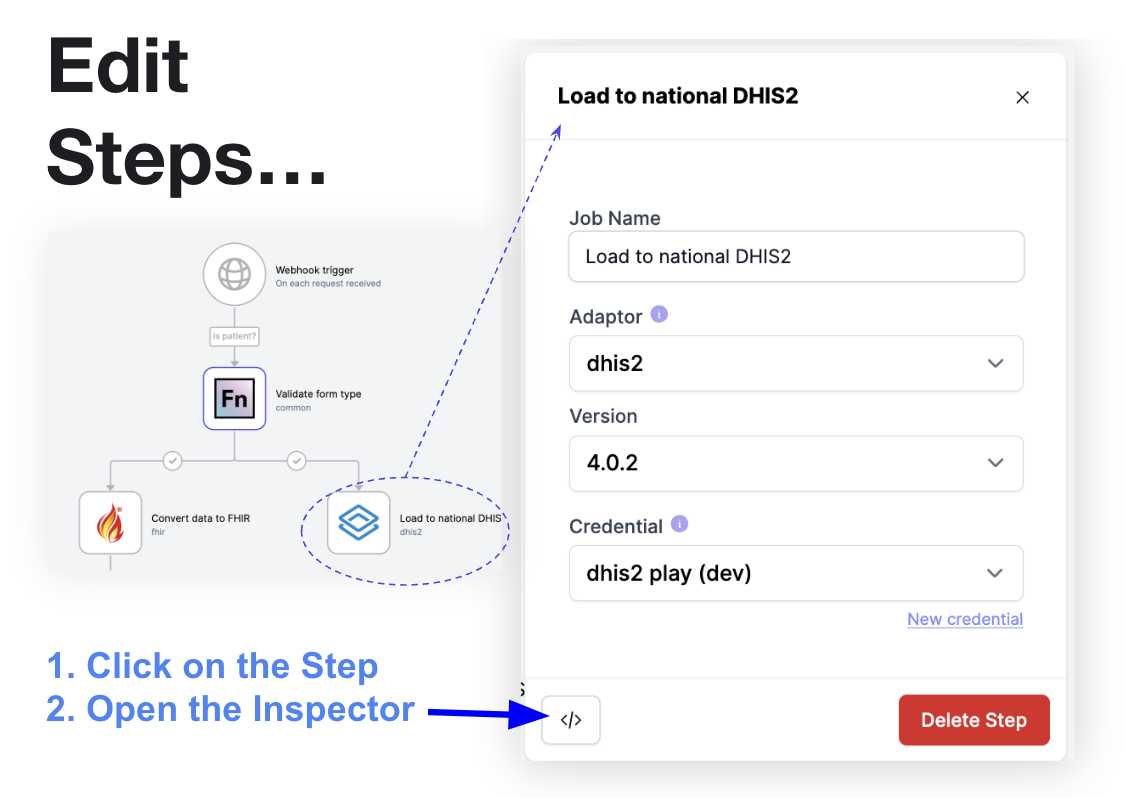 Edit
Steps...
Webhook trigger
On each request received
is patient?
Fn
Validate form type
common
Convert data to FHIR
fhir
Load to national DHIS
dhis2
1. Click on the Step
2. Open the Inspector
Load to national DHIS2
Job Name
Load to national DHIS2
Adaptor
dhis2
Version
4.0.2
Credential
dhis2 play (dev)
New credential
</>
Delete Step